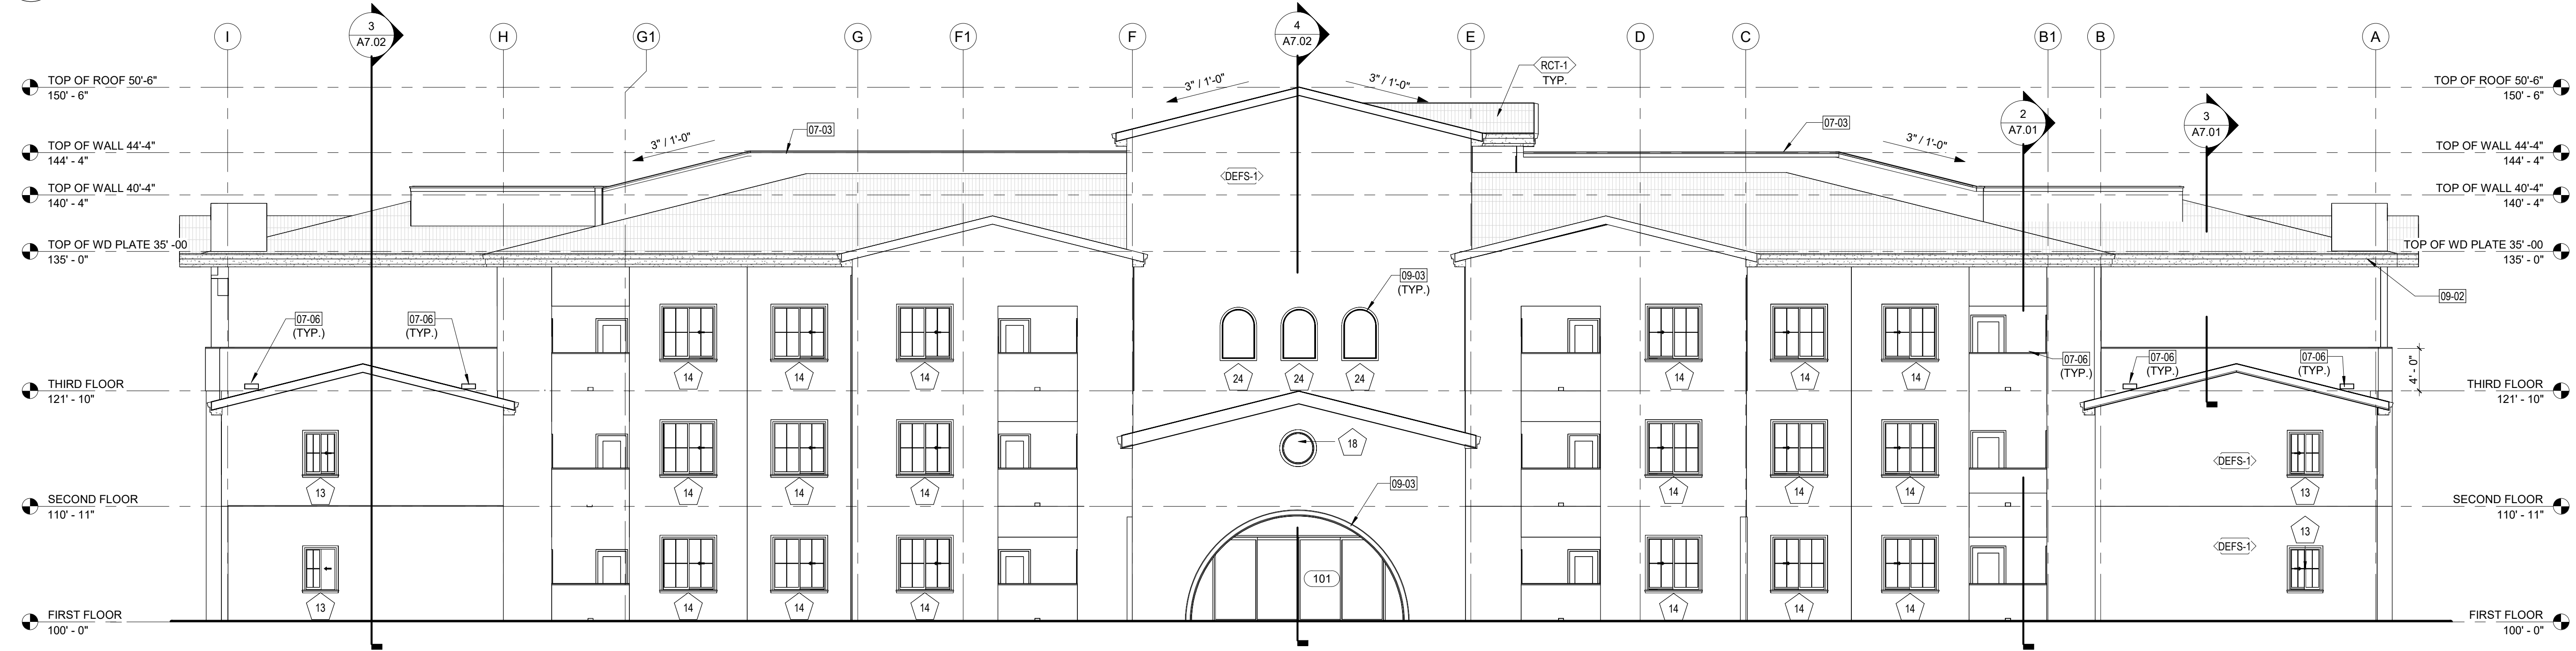 3
A7.02
4
A7.02
I
H
G1
G
F1
F
E
D
C
B1
B
A
TOP OF ROOF 50'-6"
150' - 6"
3" / 1'-0"
3" / 1'-0"
RCT-1
TYP.
TOP OF ROOF 50'-6"
150' - 6"
2
A7.01
3
A7.01
07-03
07-03
TOP OF WALL 44'-4"
144' - 4"
3" / 1'-0"
3" / 1'-0"
TOP OF WALL 44'-4"
144' - 4"
DEFS-1
TOP OF WALL 40'-4"
140' - 4"
TOP OF WALL 40'-4"
140' - 4"
TOP OF WD PLATE 35' -00
135' - 0"
TOP OF WD PLATE 35' -00
135' - 0"
09-03
(TYP.)
09-02
07-06
(TYP.)
07-06
(TYP.)
07-06
(TYP.)
07-06
(TYP.)
07-06
(TYP.)
4' - 0"
14
14
14
24
24
24
14
14
14
THIRD FLOOR
121' - 10"
THIRD FLOOR
121' - 10"
18
DEFS-1
13
14
14
14
09-03
14
14
14
13
SECOND FLOOR
110' - 11"
SECOND FLOOR
110' - 11"
13
DEFS-1
101
13
14
14
14
14
14
14
FIRST FLOOR
100' - 0"
FIRST FLOOR
100' - 0"